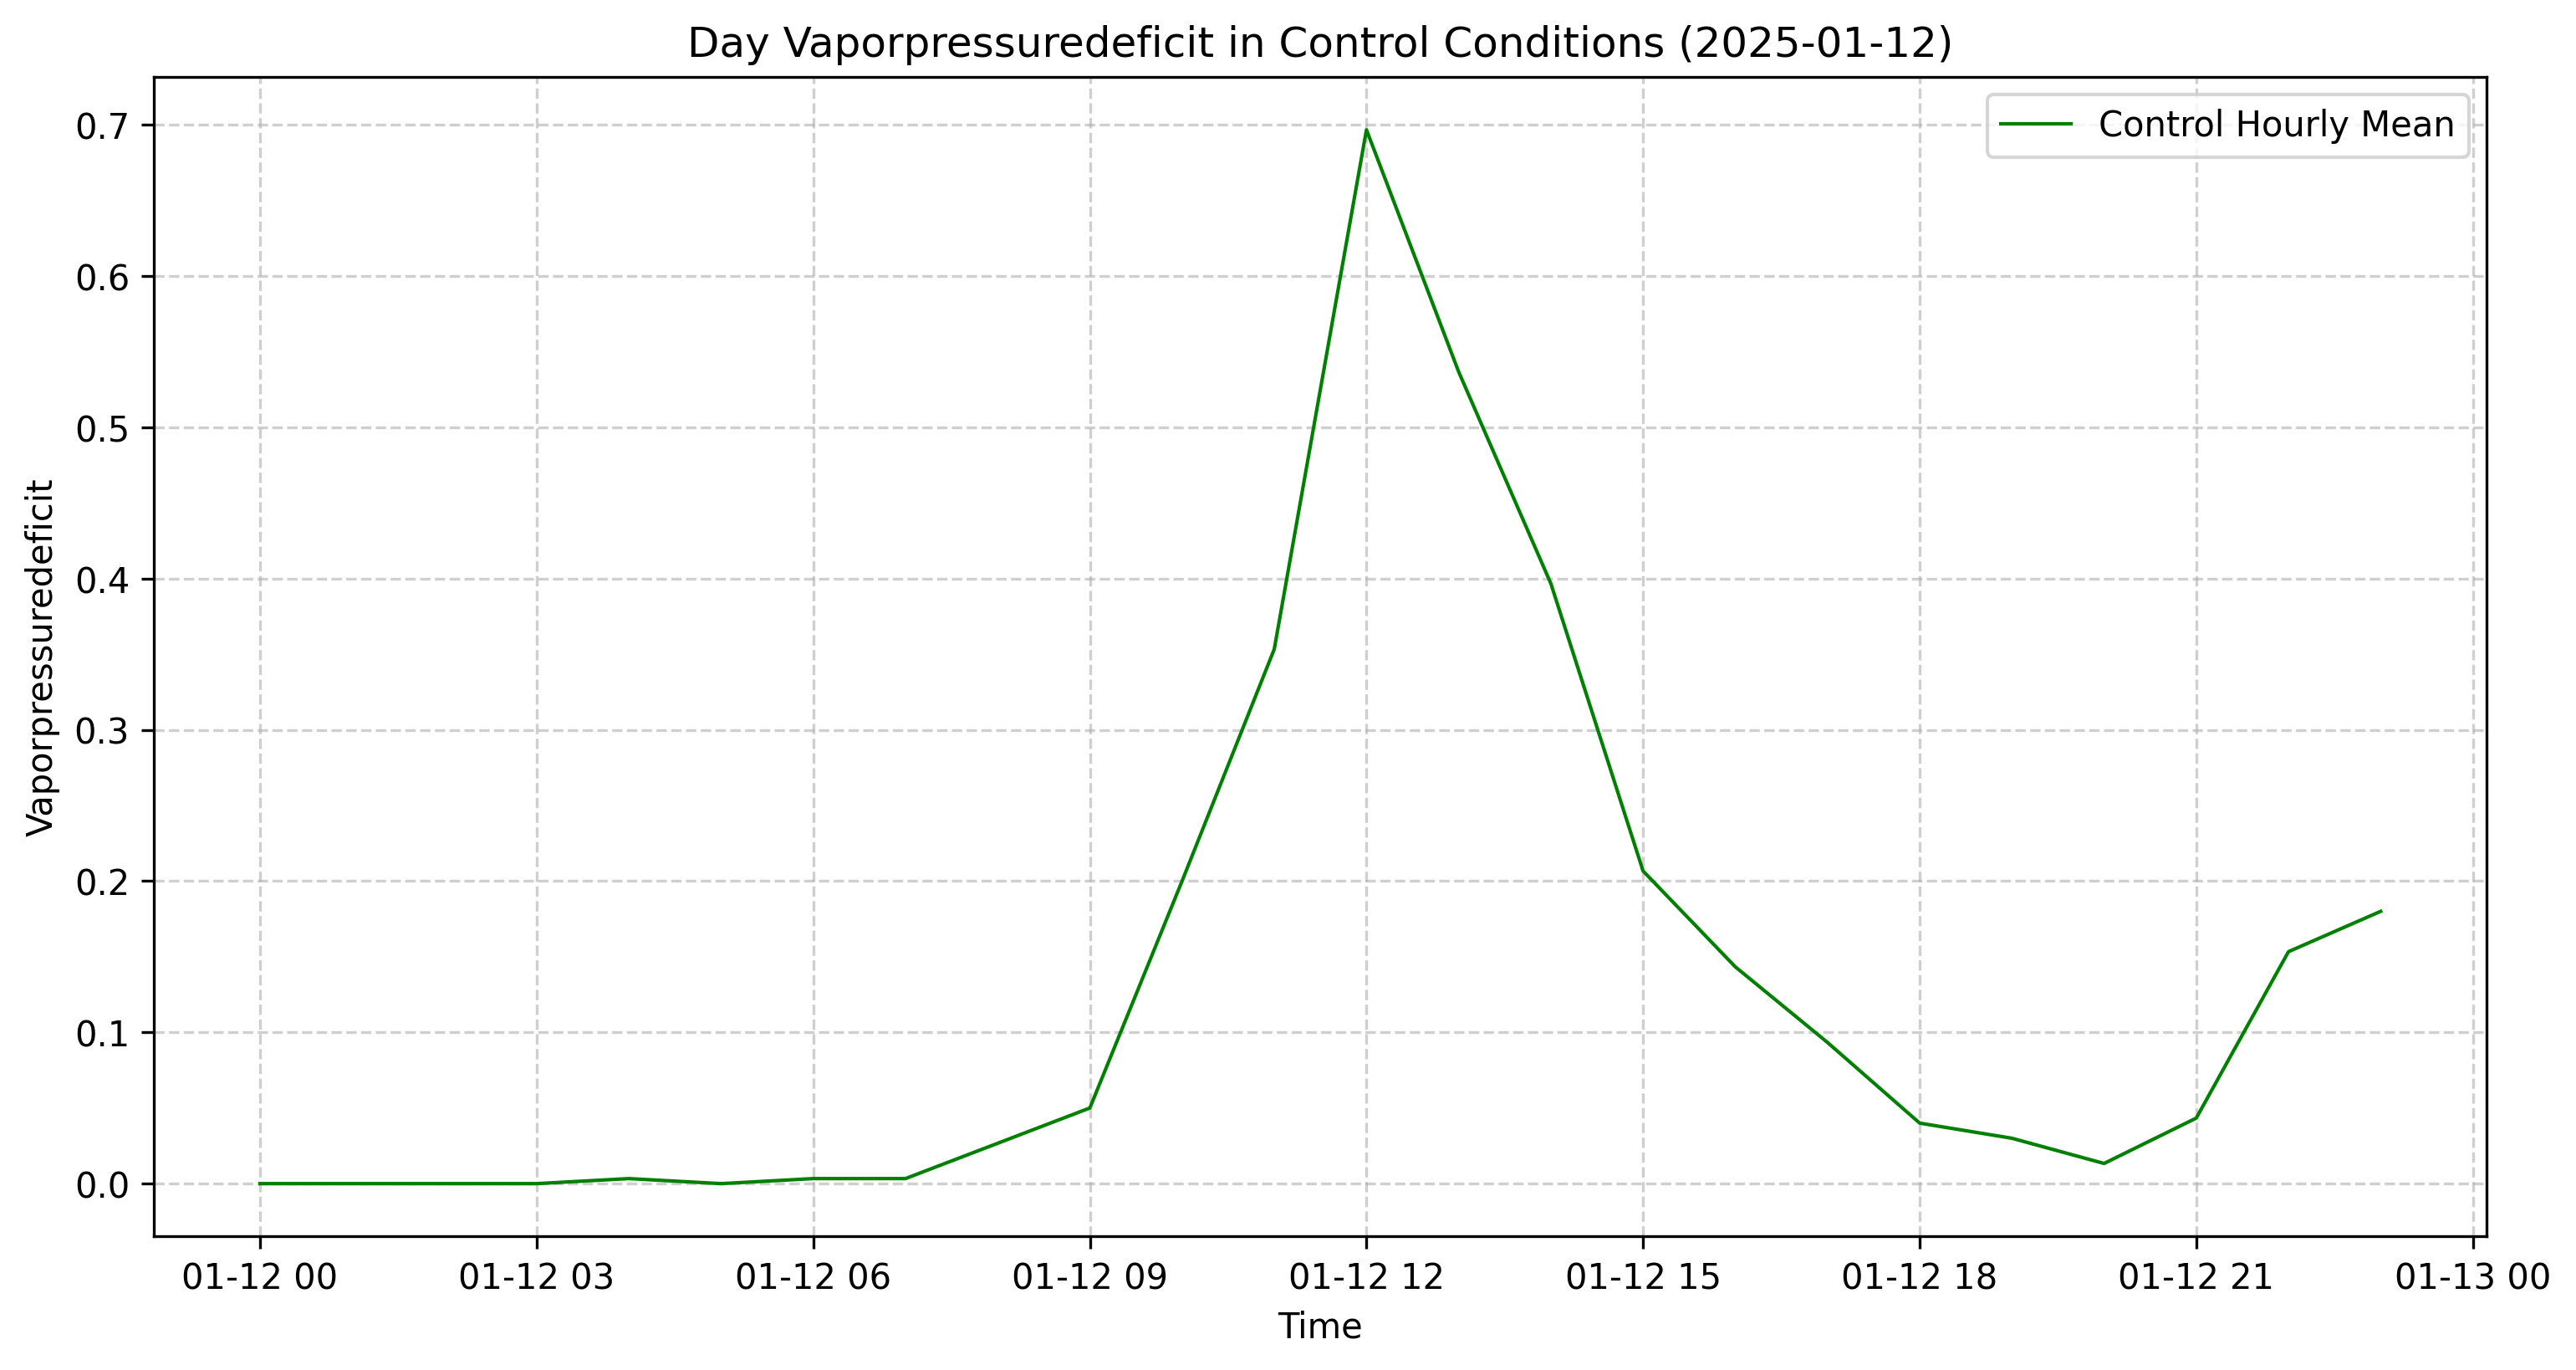 Day Vaporpressuredeficit in Control Conditions (2025-01-12)
Control Hourly Mean
Vaporpressuredeficit
0.7
0.6
0.5
0.4
0.3
0.2
0.1
0.0
01-12 00 01-12 03 01-12 06 01-12 09 01-12 12 01-12 15 01-12 18 01-12 21 01-13 00
Time